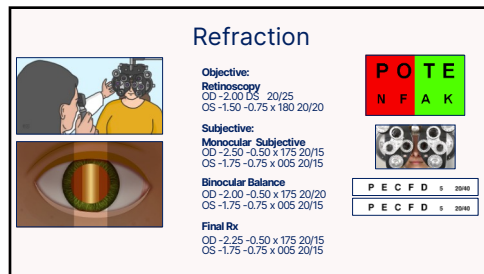 Refraction
Objective:
Retinoscopy
OD -2.00 DS 20/25
OS -1.50 -0.75 x 180 20/20
Subjective:
Monocular Subjective
OD -2.50 -0.50 x 175 20/15
OS -1.75 -0.75 x 005 20/15
Binocular Balance
OD -2.00 -0.50 x 175 20/20
OS -1.75 -0.75 x 005 20/15
Final Rx
OD -2.25 -0.50 x 175 20/15
OS -1.75 -0.75 x 005 20/15
P O T E
N F A K
P E C F D 5 20/40
P E C F D 5 20/40